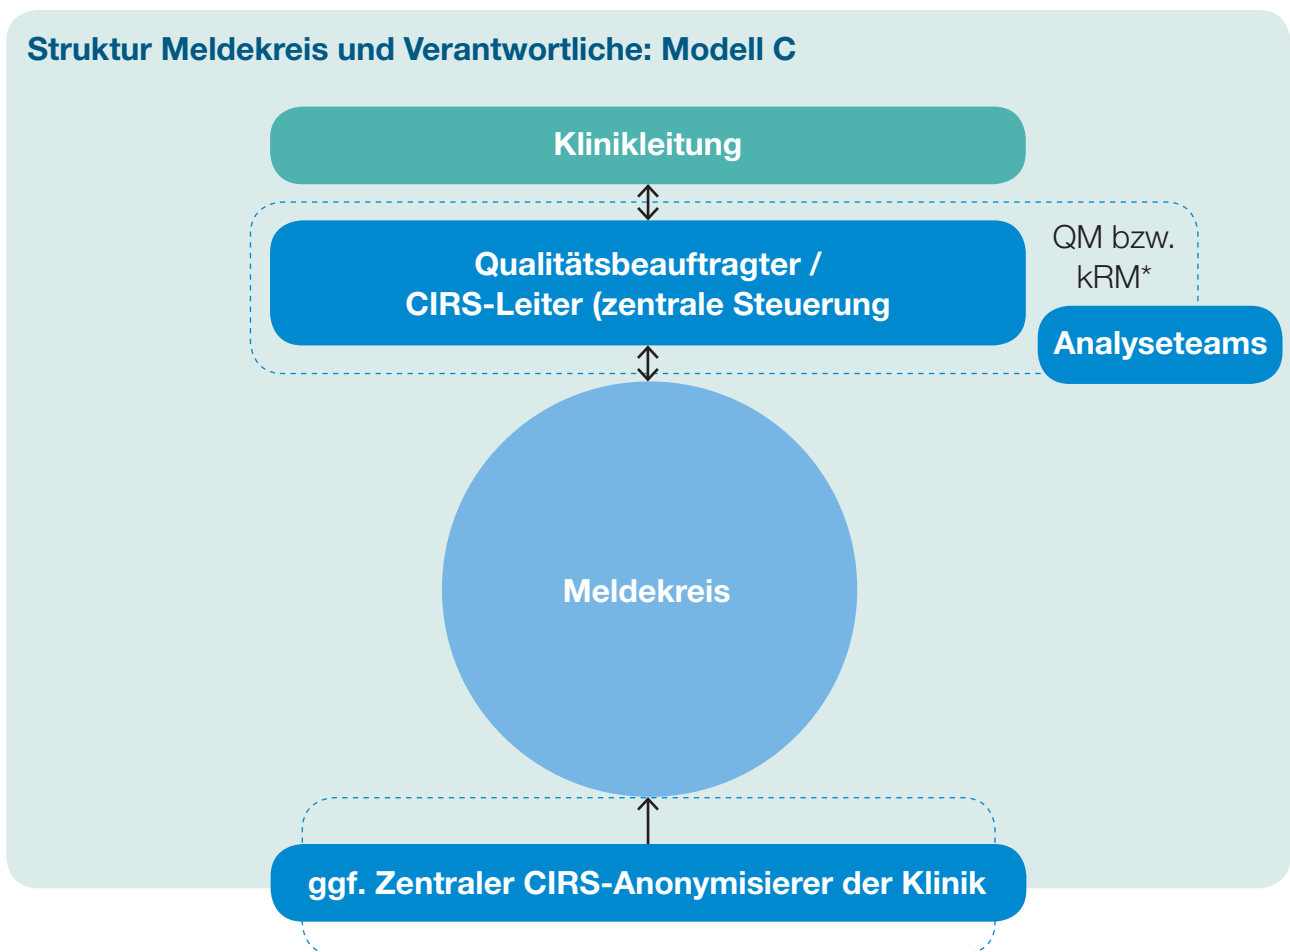 Struktur Meldekreis und Verantwortliche: Modell C
Klinikleitung
Qualitätsbeauftragter /
CIRS-Leiter (zentrale Steuerung
QM bzw.
kRM*
Analyseteams
Meldekreis
ggf. Zentraler CIRS-Anonymisierer der Klinik